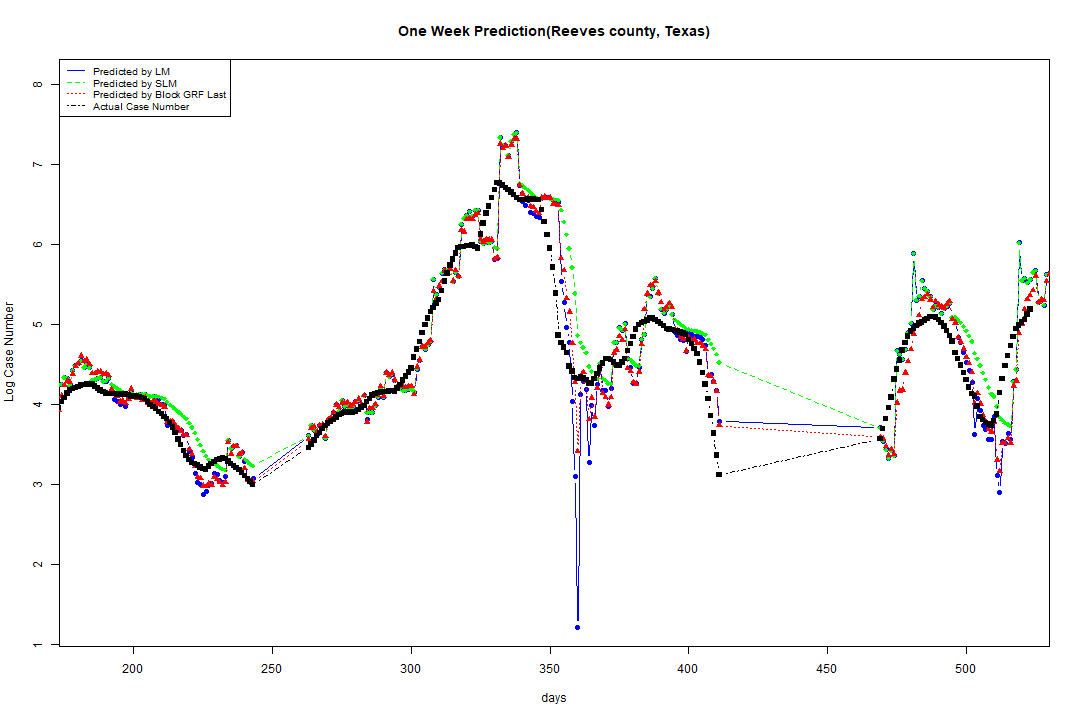 One Week Prediction(Reeves county, Texas)
Predicted by LM
Predicted by SLM
Predicted by Block GRF Last
Actual Case Number
Log Case Number
8
7
6
5
4
3
2
1
200 250 300 350 400 450 500
days